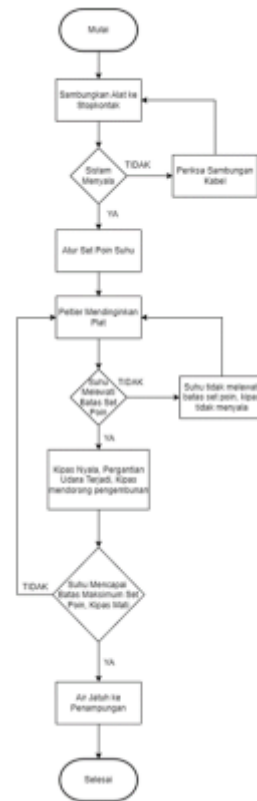 Mulai
Sambungkan Alat ke
Stopkontak
Sistem
Menyala
TIDAK
Periksa Sambungan
Kabel
YA
Atur Set Poin Suhu
Peltier Mendinginkan
Plat
Suhu
Melewati
Batas Set
Poin
TIDAK
Suhu tidak melewati
batas set poin, kipas
tidak menyala
YA
Kipas Nyala, Pergantian
Udara Terjadi, Kipas
mendorong pengembunan
TIDAK
Suhu Mencapai
Batas Maksimum Set
Poin, Kipas Mati
YA
Air Jatuh ke
Penampungan
Selesai